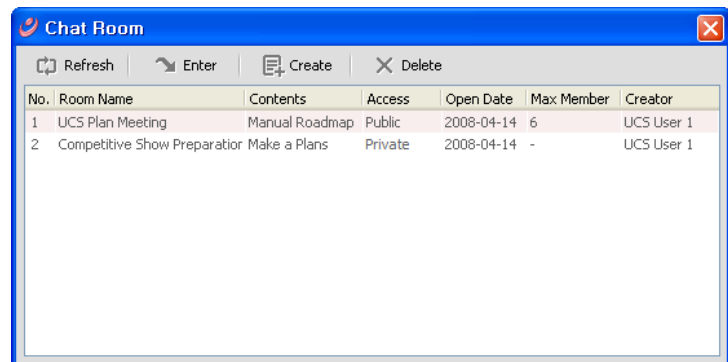 Chat Room
Refresh Enter Create Delete
No. Room Name Contents Access Open Date Max Member Creator
1 UCS Plan Meeting Manual Roadmap Public 2008-04-14 6 UCS User 1
2 Competitive Show Preparation Make a Plans Private 2008-04-14 - UCS User 1